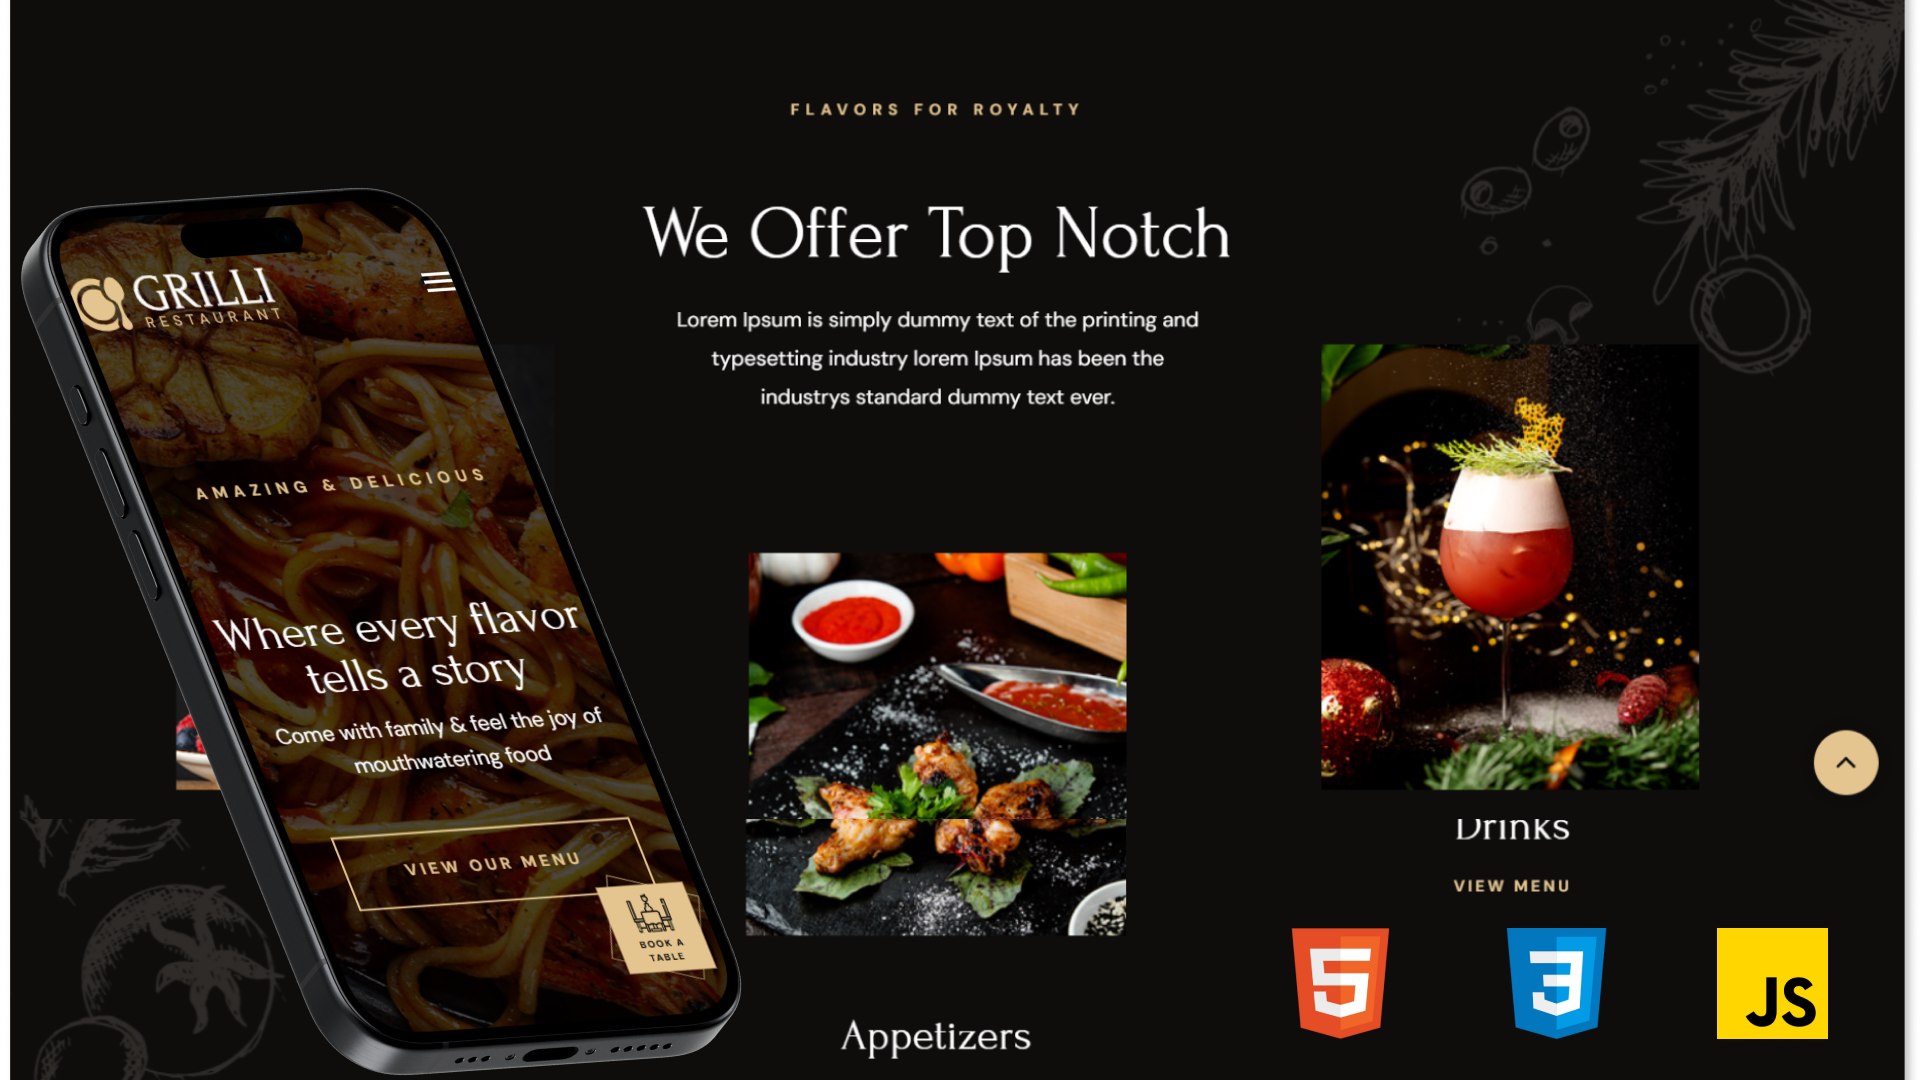 FLAVORS FOR ROYALTY
We Offer Top Notch
Lorem Ipsum is simply dummy text of the printing and
typesetting industry lorem Ipsum has been the
industrys standard dummy text ever.
GRILLI
RESTAURANT
AMAZING & DELICIOUS
Where every flavor
tells a story
Come with family & feel the joy of
mouthwatering food
VIEW OUR MENU
BOOK A
TABLE
Appetizers
Drinks
VIEW MENU
5
3
JS